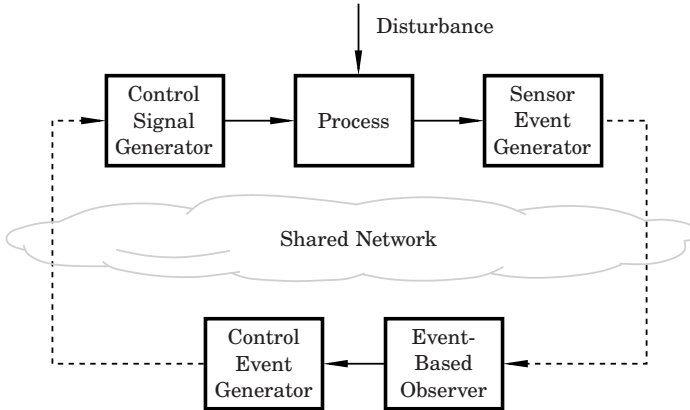 Disturbance
Control
Signal
Generator
Process
Sensor
Event
Generator
Shared Network
Control
Event
Generator
Event-
Based
Observer